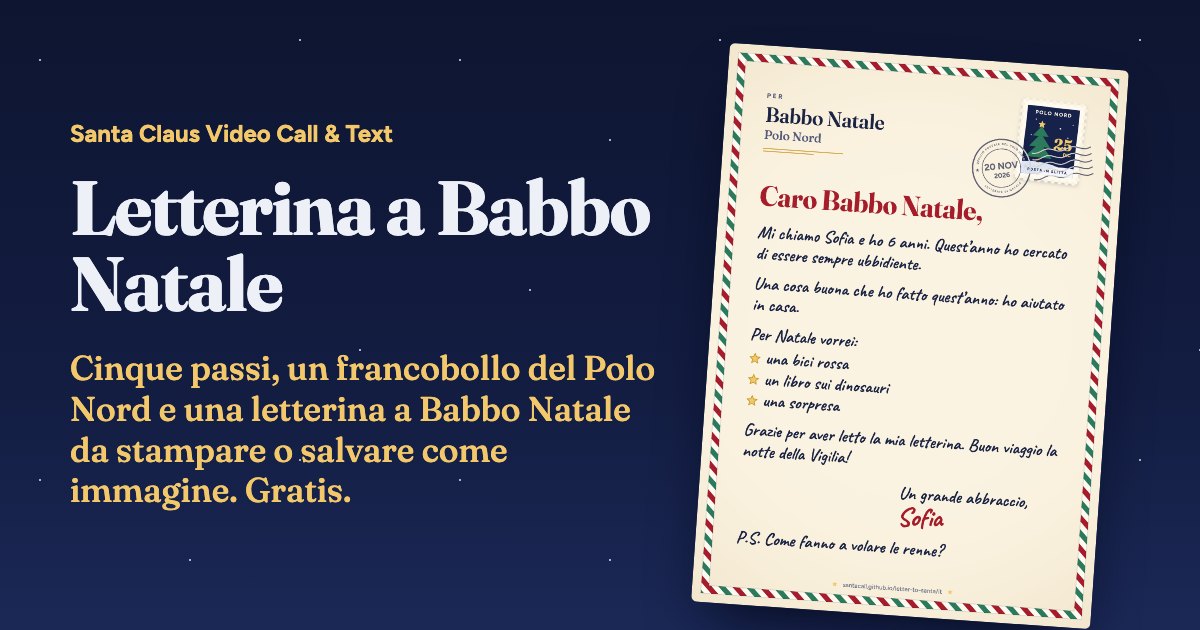 Santa Claus Video Call & Text
Letterina a Babbo
Natale
Cinque passi, un francobollo del Polo
Nord e una letterina a Babbo Natale
da stampare o salvare come
immagine. Gratis.
PER
Babbo Natale
Polo Nord
POLO NORD
25
20 NOV
2026
POSTA IN SLITTA
Caro Babbo Natale,
Mi chiamo Sofia e ho 6 anni. Quest'anno ho cercato
di essere sempre ubbidiente.
Una cosa buona che ho fatto quest'anno: ho aiutato
in casa.
Per Natale vorrei:
una bici rossa
un libro sui dinosauri
una sorpresa
Grazie per aver letto la mia letterina. Buon viaggio la
notte della Vigilia!
Un grande abbraccio,
Sofia
P.S. Come fanno a volare le renne?
santacall.github.io/letter-to-santa/it